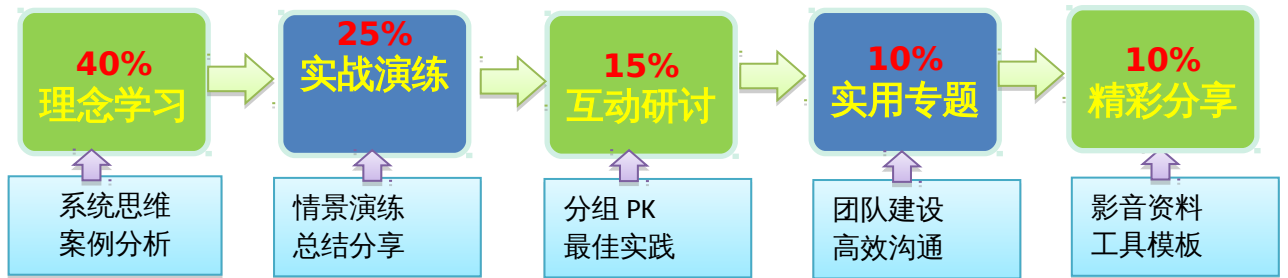 40%
理念学习
25%
实战演练
15%
互动研讨
10%
实用专题
10%
精彩分享
系统思维
案例分析
情景演练
总结分享
分组 PK
最佳实践
团队建设
高效沟通
影音资料
工具模板